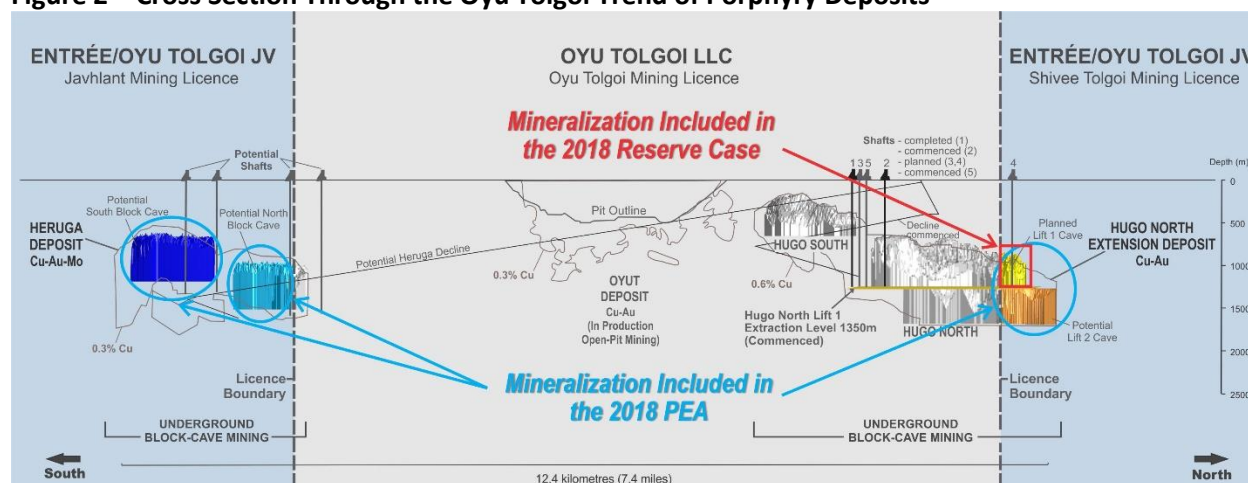 Figure 2 – Cross Section Through the Oyu Tolgoi Trend of Porphyry Deposits
ENTRÉE/OYU TOLGOI JV
Javhlant Mining Licence
OYU TOLGOI LLC
Oyu Tolgoi Mining Licence
ENTRÉE/OYU TOLGOI JV
Shivee Tolgoi Mining Licence
Mineralization Included in
the 2018 Reserve Case
Shafts - completed (1)
- commenced (2)
- planned (3,4)
- commenced (5)
Potential
Shafts
1 3 5 2
4
Depth (m)
0
500
1000
1500
2000
2500
Potential
South Block Cave
Potential North
Block Cave
HERUGA
DEPOSIT
Cu-Au-Mo
0.3% Cu
Potential Heruga Decline
Pit Outline
0.3% Cu
OYUT
DEPOSIT
Cu-Au
(In Production
Open-Pit Mining)
HUGO SOUTH
0.6% Cu
Decline
commenced
Hugo North Lift 1
Extraction Level 1350m
(Commenced)
HUGO NORTH
Planned
Lift 1 Cave
HUGO NORTH
EXTENSION DEPOSIT
Cu-Au
Potential
Lift 2 Cave
Licence
Boundary
Mineralization Included in
the 2018 PEA
Licence
Boundary
UNDERGROUND
BLOCK-CAVE MINING
UNDERGROUND
BLOCK-CAVE MINING
South
12.4 kilometres (7.4 miles)
North